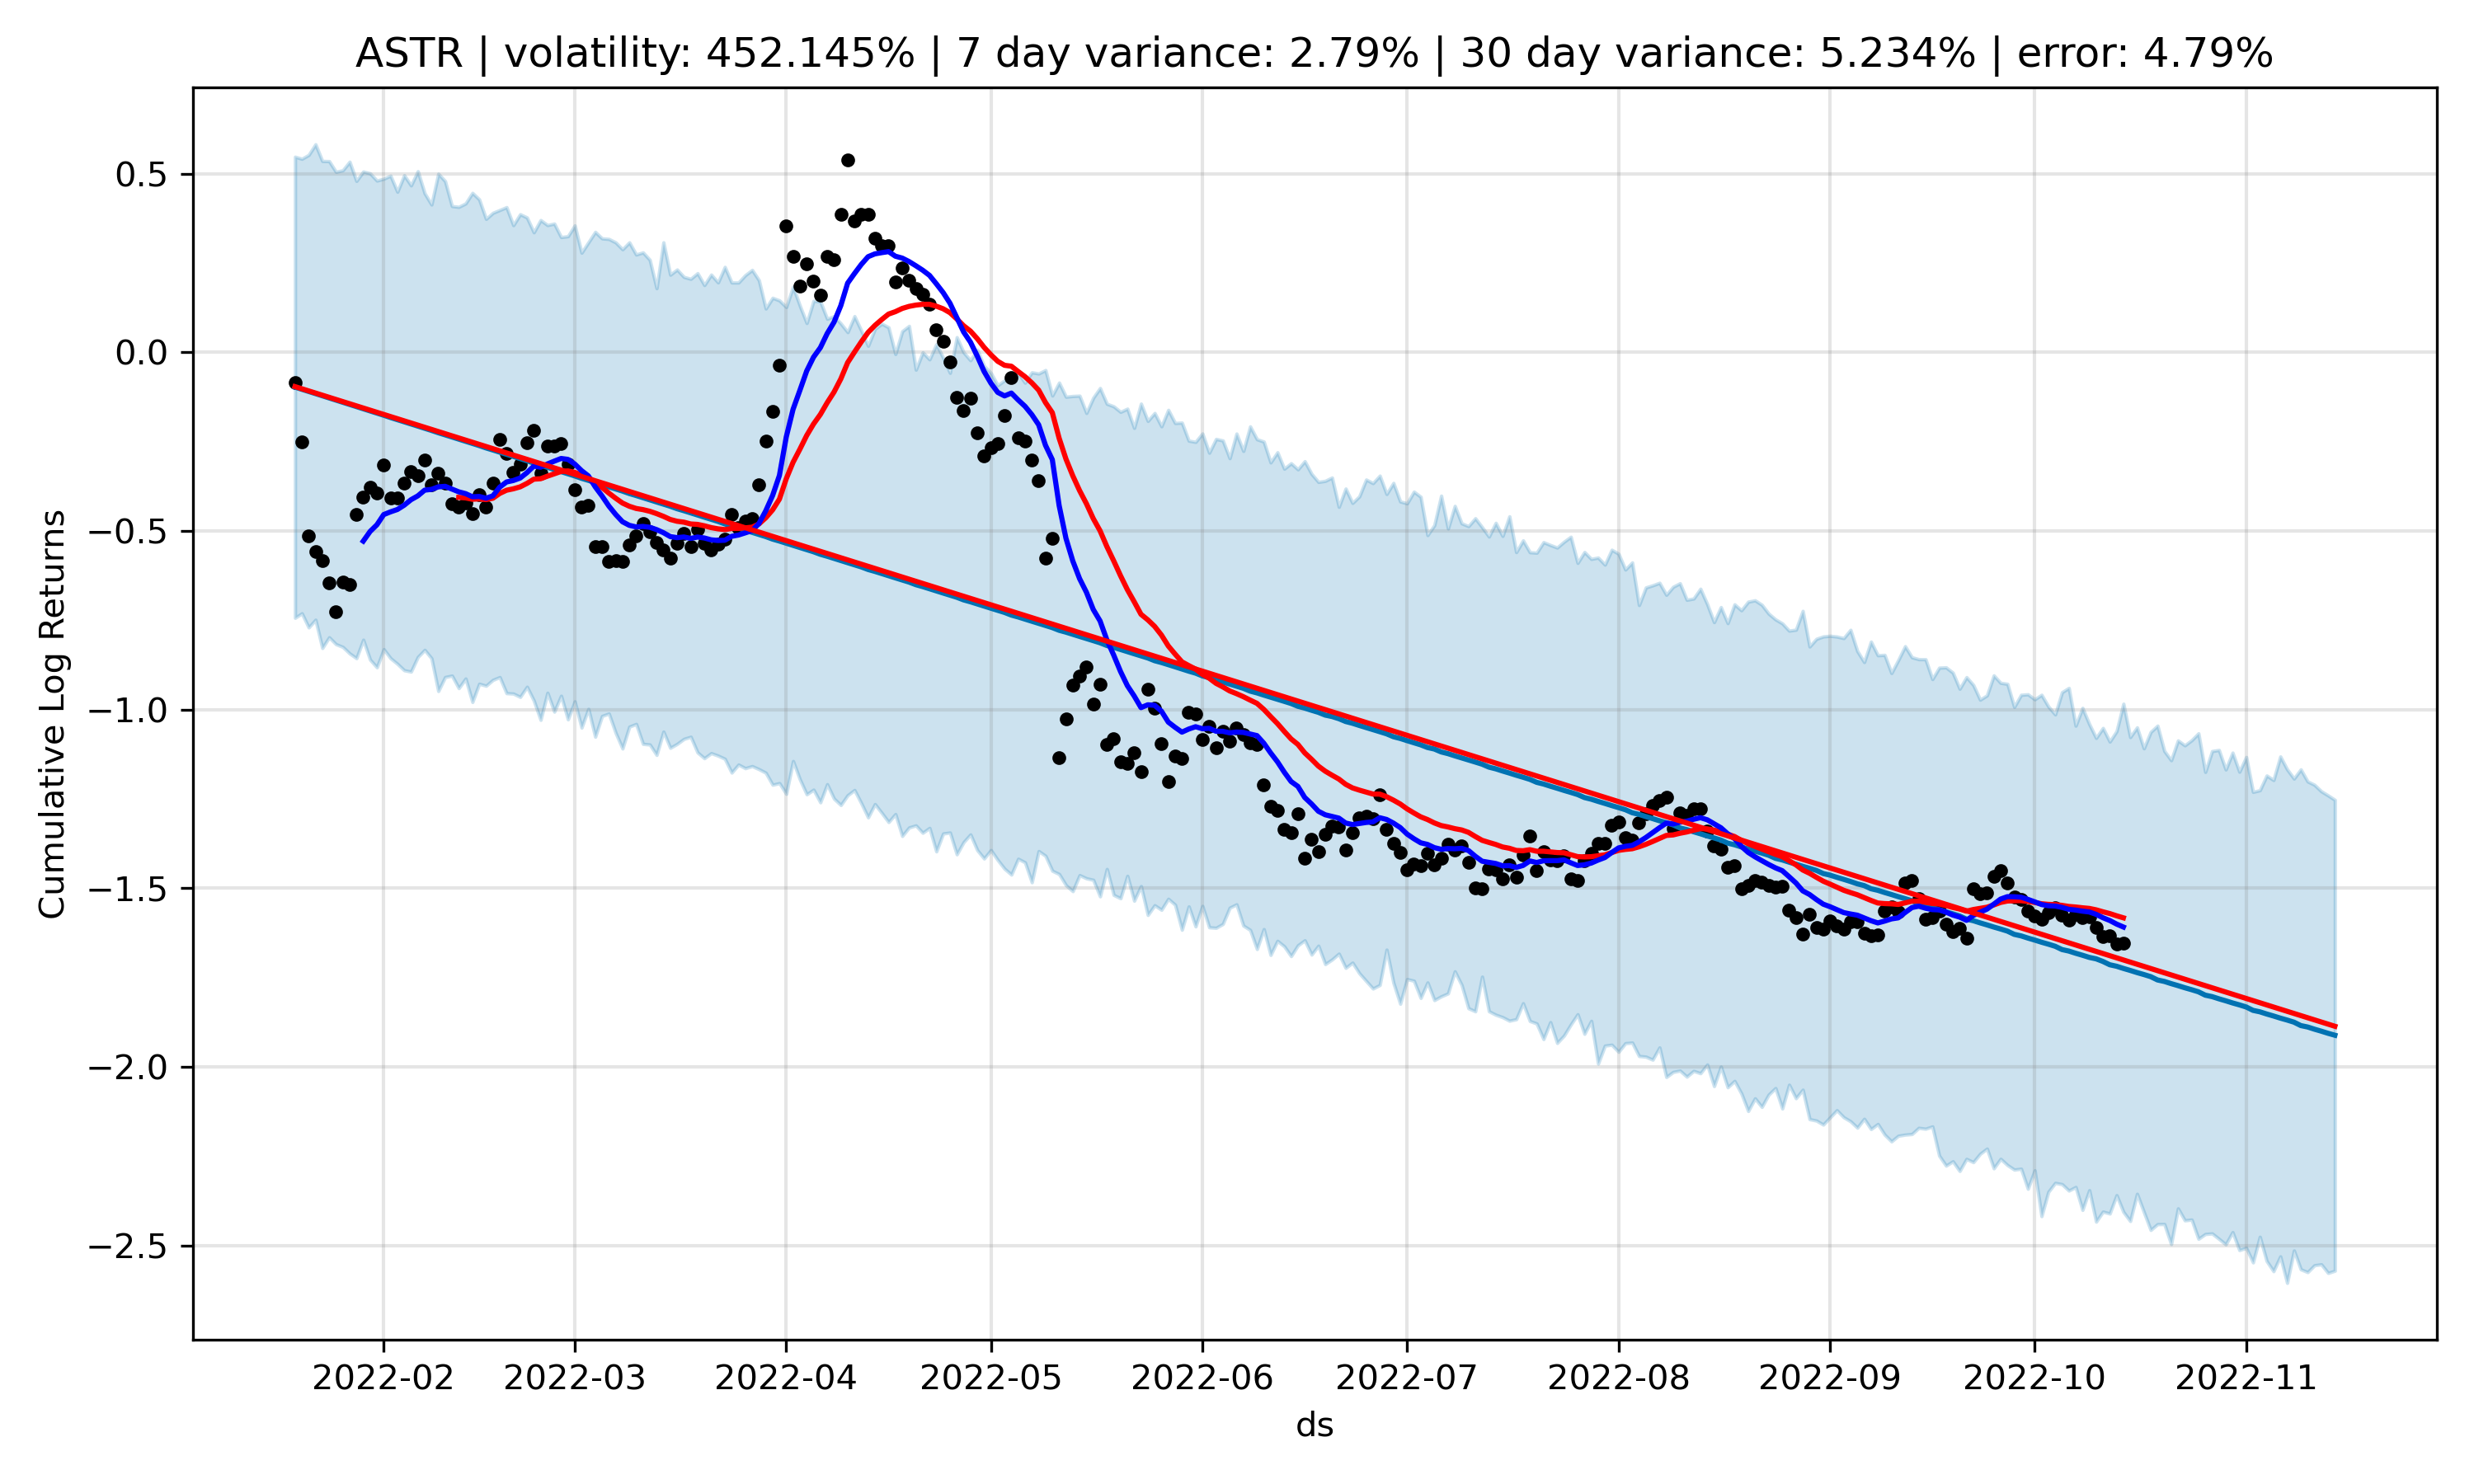 ASTR | volatility: 452.145% | 7 day variance: 2.79% | 30 day variance: 5.234% | error: 4.79%
0.5
0.0
−0.5
−1.0
−1.5
−2.0
−2.5
Cumulative Log Returns
2022-02 2022-03 2022-04 2022-05 2022-06 2022-07 2022-08 2022-09 2022-10 2022-11
ds